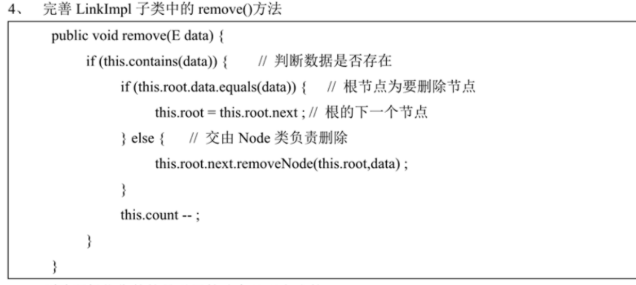 4、 完善 LinkImpl 子类中的 remove()方法
public void remove(E data) {
if (this.contains(data)) { // 判断数据是否存在
if (this.root.data.equals(data)) { // 根节点为要删除节点
this.root = this.root.next ; // 根的下一个节点
} else { // 交由 Node 类负责删除
this.root.next.removeNode(this.root,data) ;
}
this.count -- ;
}
}